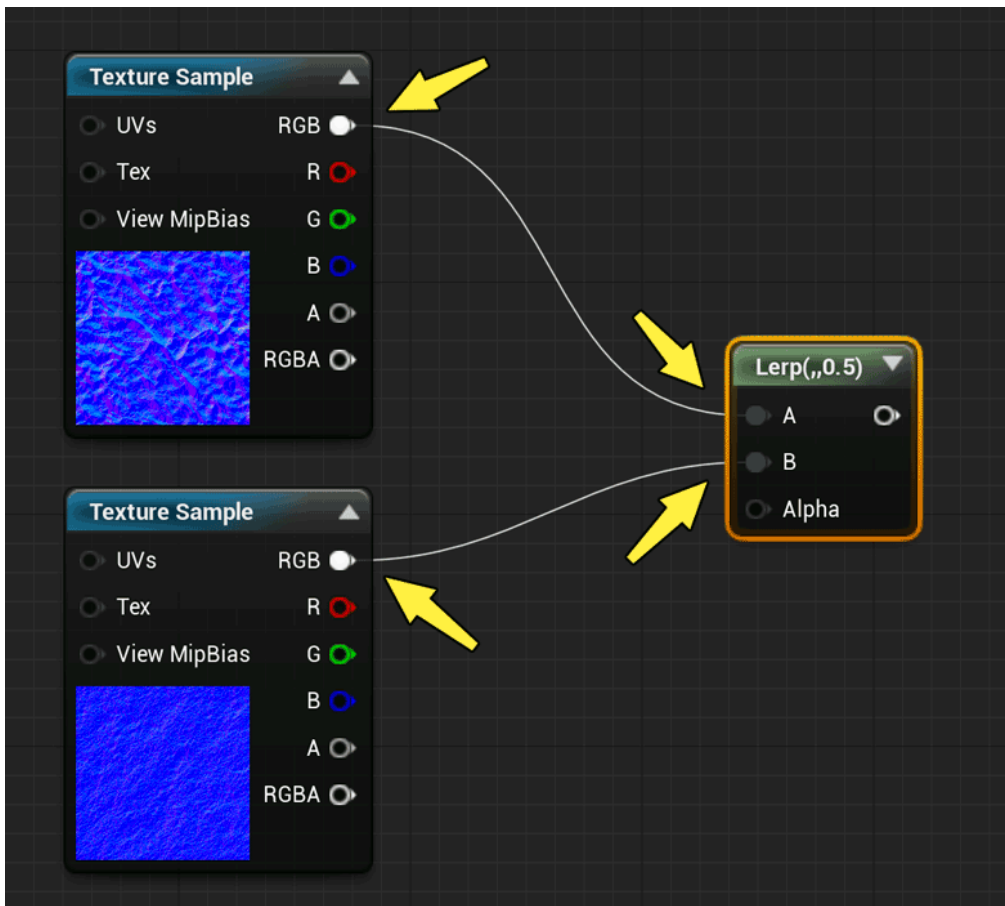 Texture Sample
UVs RGB
Tex R
View MipBias G
B
A
RGBA
Lerp(,,0.5)
A
B
Alpha
Texture Sample
UVs RGB
Tex R
View MipBias G
B
A
RGBA